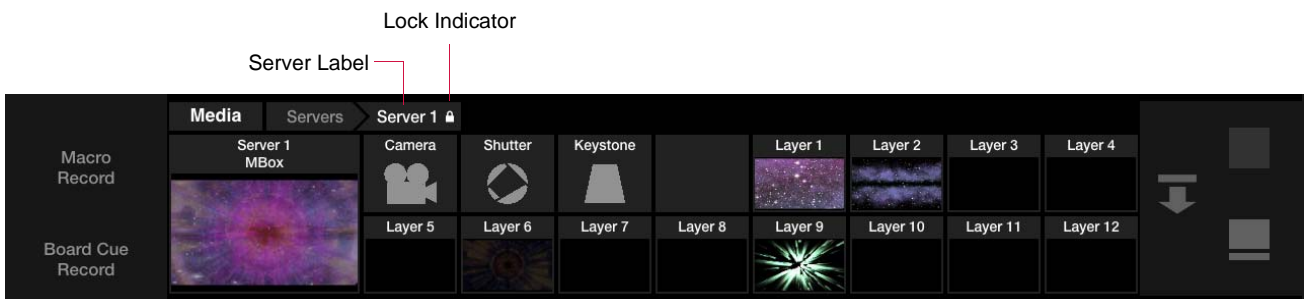 Lock Indicator
Server Label
Media Servers Server 1
Macro
Record
Server 1
MBox
Camera Shutter Keystone Layer 1 Layer 2 Layer 3 Layer 4
Board Cue
Record
Layer 5 Layer 6 Layer 7 Layer 8 Layer 9 Layer 10 Layer 11 Layer 12